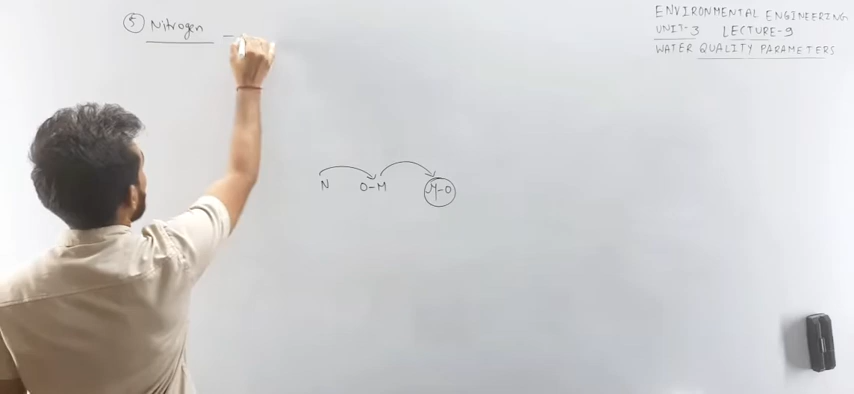 ⑤ Nitrogen -
ENVIRONMENTAL ENGINEERING
UNIT-3 LECTURE-9
WATER QUALITY PARAMETERS
N O-M M-O